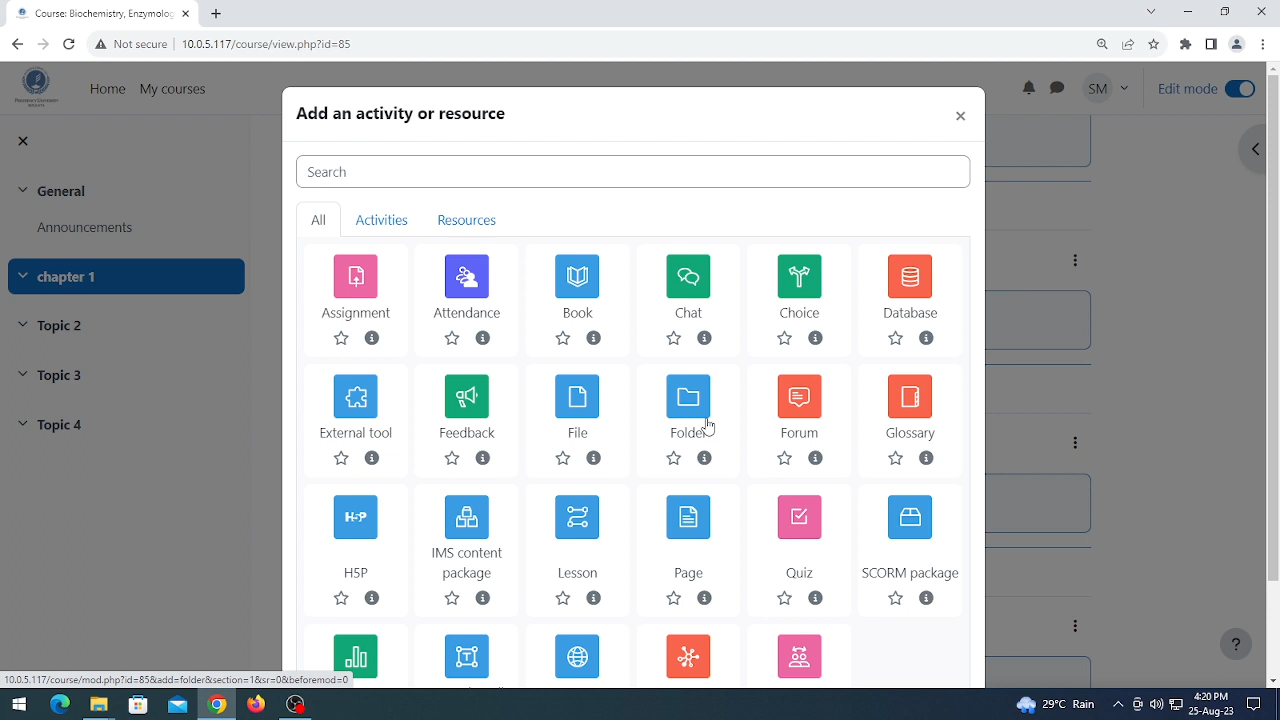 Course: Biochemistry, Enzymolog
Not secure 10.0.5.117/course/view.php?id=85
Home My courses
SM
Edit mode
Add an activity or resource
Search
All Activities Resources
General
Announcements
chapter 1
Topic 2
Topic 3
Topic 4
Assignment Attendance Book Chat Choice Database
External tool Feedback File Folder Forum Glossary
H5P IMS content package Lesson Page Quiz SCORM package
10.0.5.117/course/mod.php?id=85&add=folder&section=1&sr=0&beforemod=0
29°C Rain
4:20 PM
25-Aug-23